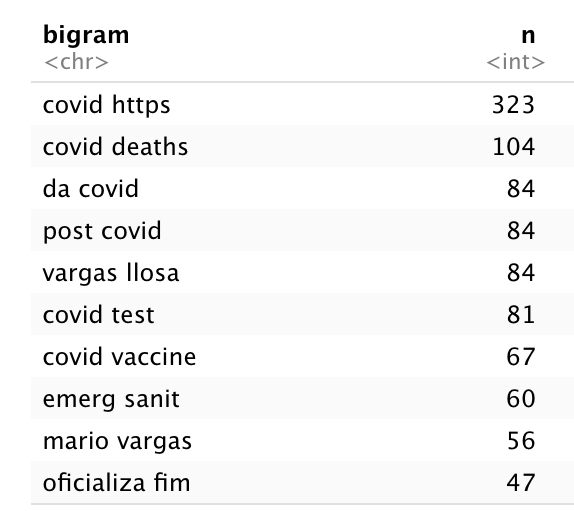 bigram n
<chr> <int>
covid https 323
covid deaths 104
da covid 84
post covid 84
vargas llosa 84
covid test 81
covid vaccine 67
emerg sanit 60
mario vargas 56
oficializa fim 47